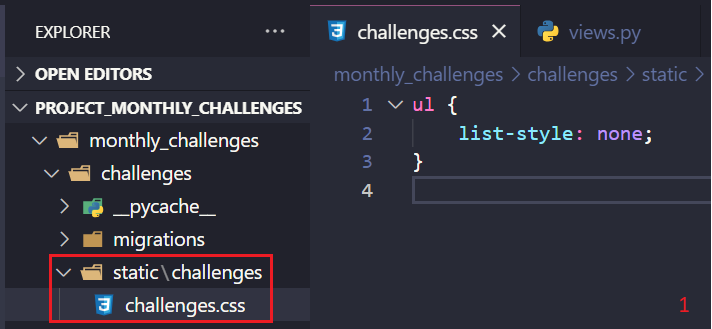 EXPLORER ···
OPEN EDITORS
PROJECT_MONTHLY_CHALLENGES
monthly_challenges
challenges
__pycache__
migrations
static\challenges
challenges.css
challenges.css views.py
monthly_challenges > challenges > static >
1 ul {
2 list-style: none;
3 }
4
1